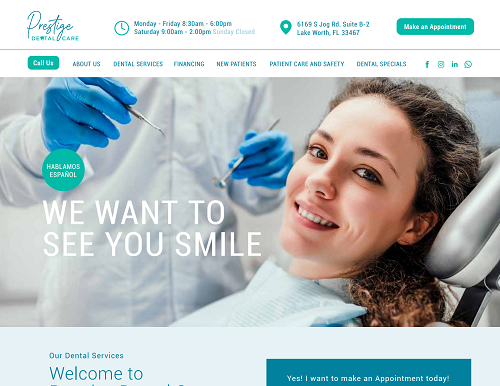 Prestige
DENTAL CARE
Monday - Friday 8:30am - 6:00pm
Saturday 9:00am - 2:00pm Sunday Closed
6169 S Jog Rd. Suite B-2
Lake Worth, FL 33467
Make an Appointment
Call Us
ABOUT US
DENTAL SERVICES
FINANCING
NEW PATIENTS
PATIENT CARE AND SAFETY
DENTAL SPECIALS
HABLAMOS
ESPAÑOL
WE WANT TO
SEE YOU SMILE
Our Dental Services
Welcome to
Yes! I want to make an Appointment today!